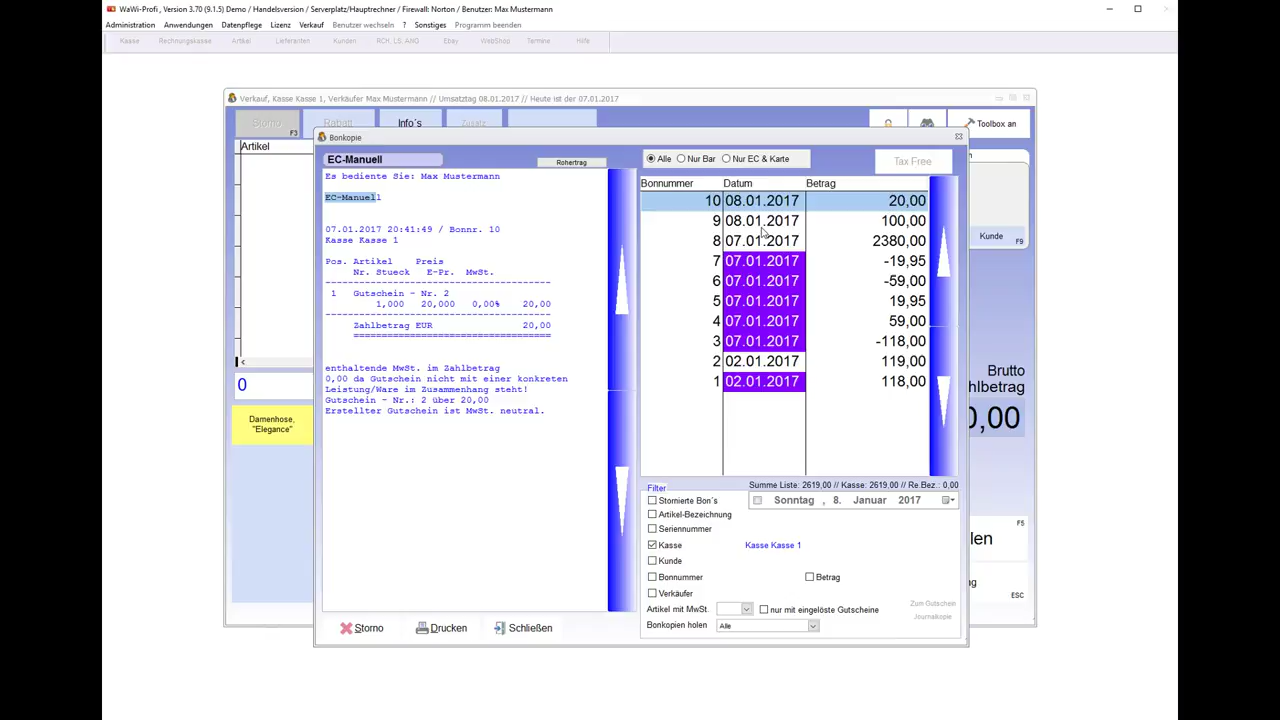 WaWi-Profi, Version 3.70 (9.1.5) Demo / Handelsversion / Serverplatz/Hauptrechner / Firewall: Norton / Benutzer: Max Mustermann
Administration Anwendungen Datenpflege Lizenz Verkauf Benutzer wechseln ? Sonstiges Programm beenden
Kasse Rechnungskasse Artikel Lieferanten Kunden RCH, LS, ANG Ebay WebShop Termine Hilfe
Verkauf, Kasse Kasse 1, Verkäufer Max Mustermann // Umsatztag 08.01.2017 // Heute ist der 07.01.2017
Storno F3 Rabatt Info´s Zusatz Toolbox an
Artikel
Kunde F9
Brutto
hlbetrag
0,00
0
Damenhose,
"Elegance"
F5
len
g
ESC
Bonkopie
EC-Manuell
Rohertrag
Es bediente Sie: Max Mustermann
EC-Manuell
07.01.2017 20:41:49 / Bonnr. 10
Kasse Kasse 1
Pos. Artikel Preis
Nr. Stueck E-Pr. MwSt.
1 Gutschein - Nr. 2
1,000 20,000 0,00% 20,00
Zahlbetrag EUR 20,00
enthaltende MwSt. im Zahlbetrag
0,00 da Gutschein nicht mit einer konkreten
Leistung/Ware im Zusammenhang steht!
Gutschein - Nr.: 2 über 20,00
Erstellter Gutschein ist MwSt. neutral.
Storno Drucken Schließen
Alle Nur Bar Nur EC & Karte
Tax Free
Bonnummer Datum Betrag
10 08.01.2017 20,00
9 08.01.2017 100,00
8 07.01.2017 2380,00
7 07.01.2017 -19,95
6 07.01.2017 -59,00
5 07.01.2017 19,95
4 07.01.2017 59,00
3 07.01.2017 -118,00
2 02.01.2017 119,00
1 02.01.2017 118,00
Summe Liste: 2619,00 // Kasse: 2619,00 // Re.Bez.: 0,00
Filter
Stornierte Bon´s Sonntag , 8. Januar 2017
Artikel-Bezeichnung
Seriennummer
Kasse Kasse Kasse 1
Kunde
Bonnummer Betrag
Verkäufer
Artikel mit MwSt. nur mit eingelöste Gutscheine
Bonkopien holen Alle
Zum Gutschein
Journalkopie